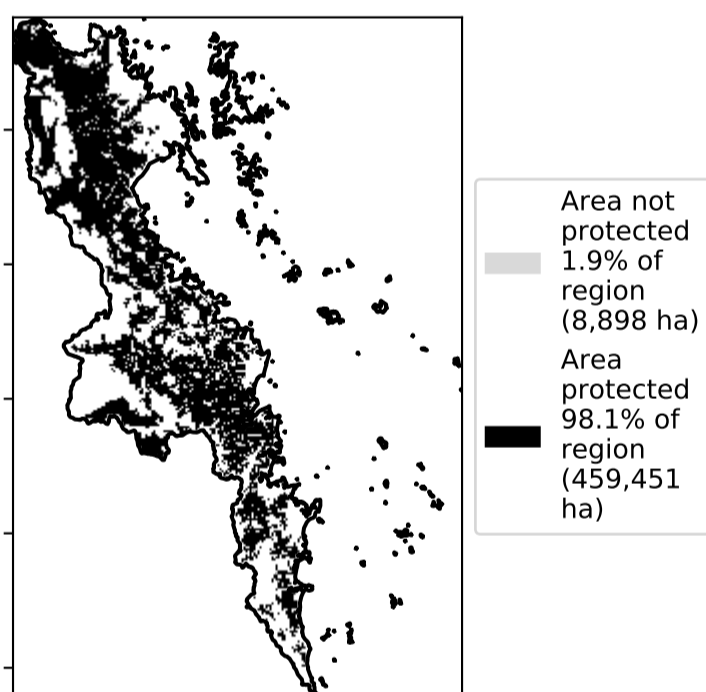 Area not
protected
1.9% of
region
(8,898 ha)
Area
protected
98.1% of
region
(459,451
ha)